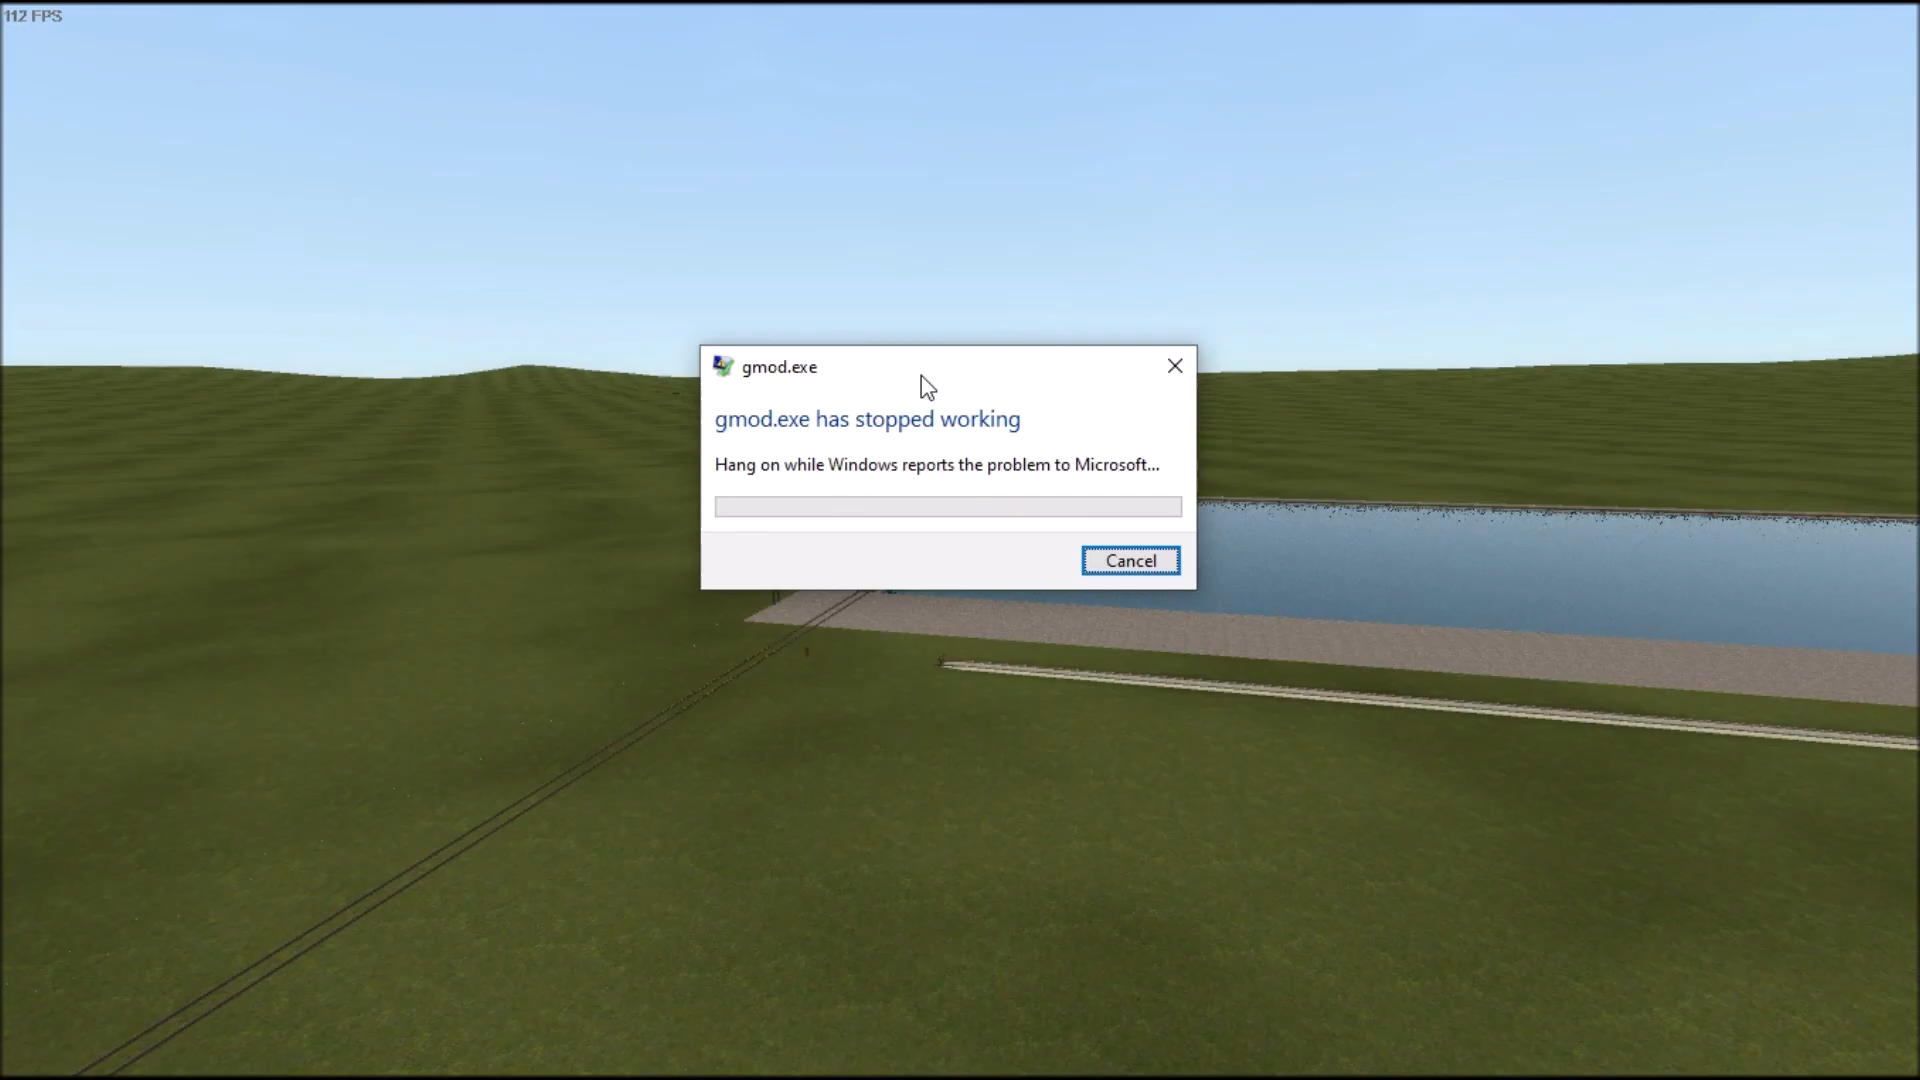 112 FPS
gmod.exe
gmod.exe has stopped working
Hang on while Windows reports the problem to Microsoft...
Cancel